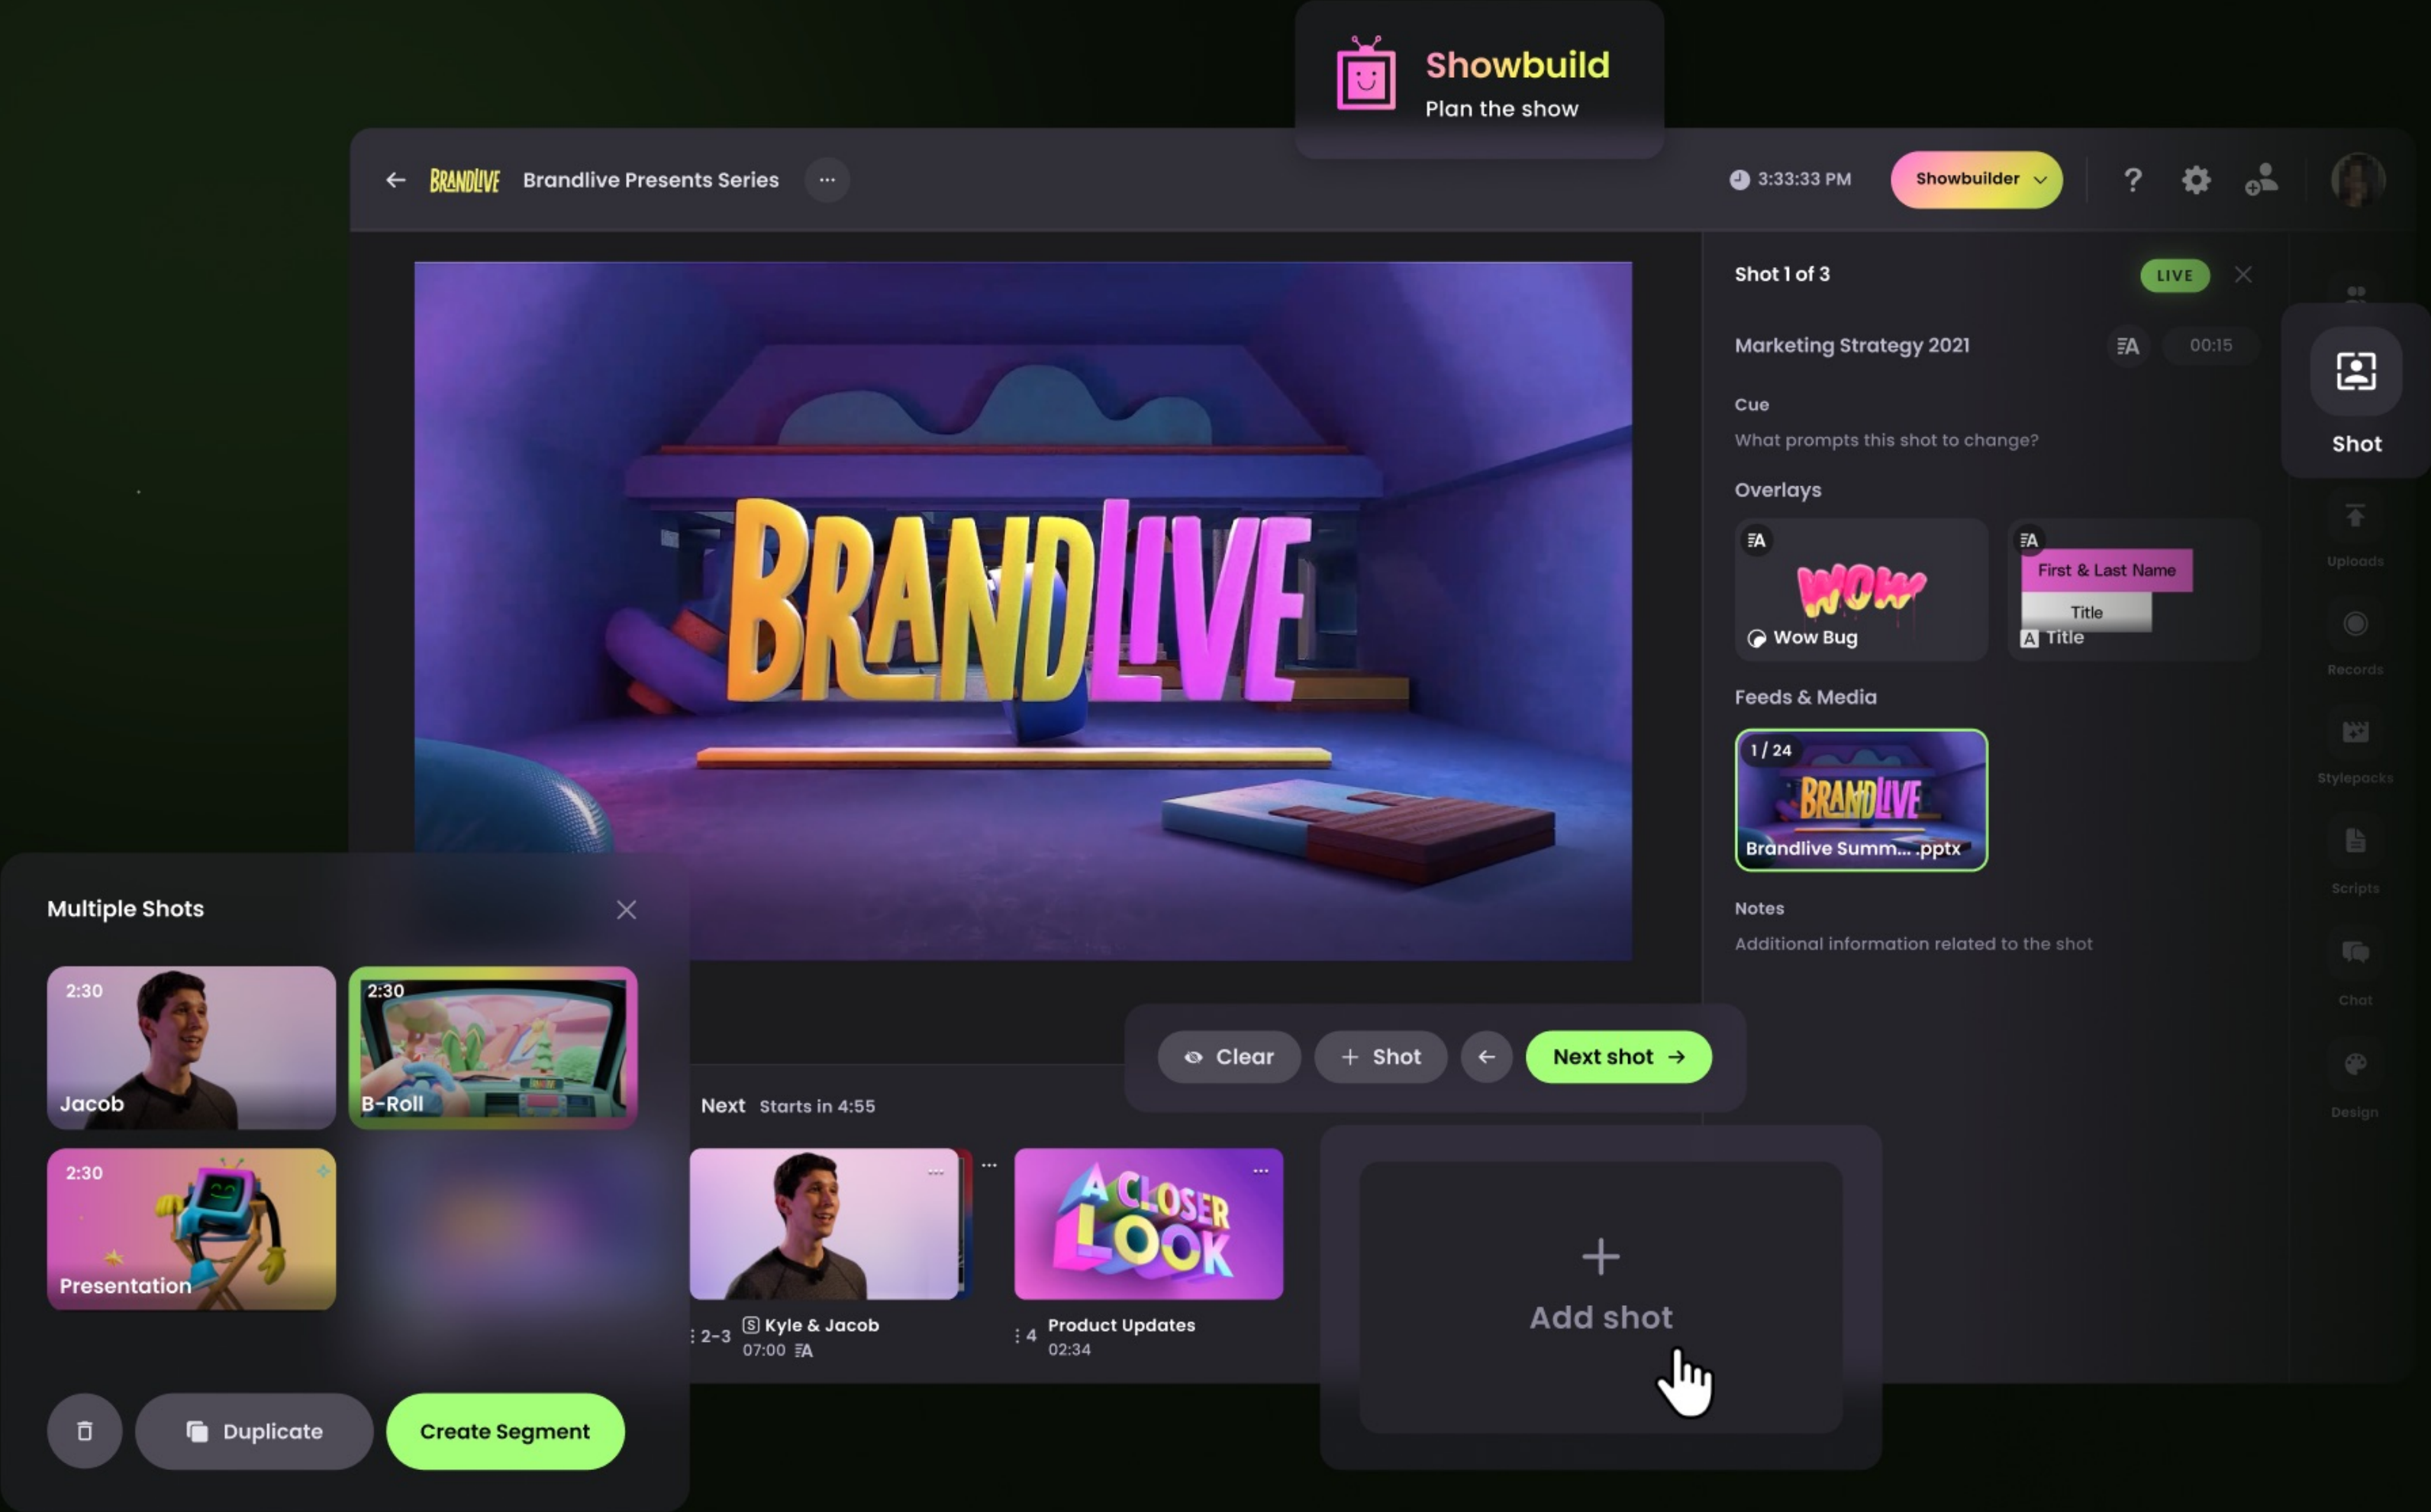 Showbuild
Plan the show
BRANDLIVE
Brandlive Presents Series
3:33:33 PM
Showbuilder
?
Shot 1 of 3
LIVE
Marketing Strategy 2021
A
00:15
Cue
What prompts this shot to change?
Overlays
A
WOW
Wow Bug
A
First & Last Name
Title
A Title
Feeds & Media
1 / 24
BRANDLIVE
Brandlive Summ... .pptx
Notes
Additional information related to the shot
Shot
Uploads
Records
Stylepacks
Scripts
Chat
Design
BRANDLIVE
Multiple Shots
2:30
Jacob
2:30
B-Roll
2:30
Presentation
Duplicate
Create Segment
Clear
+ Shot
Next shot
Next Starts in 4:55
A CLOSER
LOOK
2-3
S Kyle & Jacob
07:00 A
4
Product Updates
02:34
+
Add shot